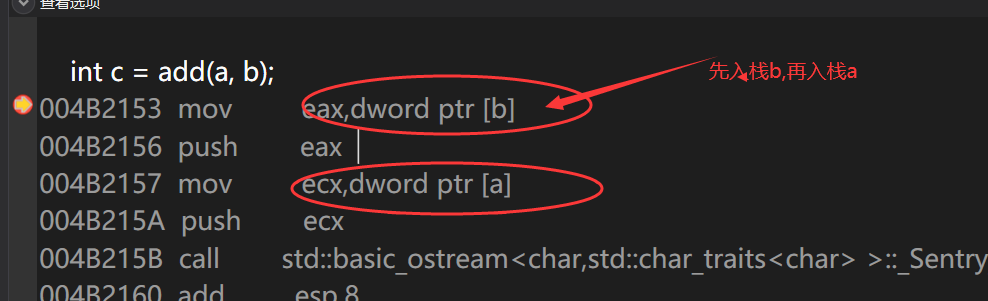 查看选项
int c = add(a, b);
先入栈b,再入栈a
004B2153 mov eax,dword ptr [b]
004B2156 push eax
004B2157 mov ecx,dword ptr [a]
004B215A push ecx
004B215B call std::basic_ostream<char,std::char_traits<char> >::_Sentry
004B2160 add esp,8